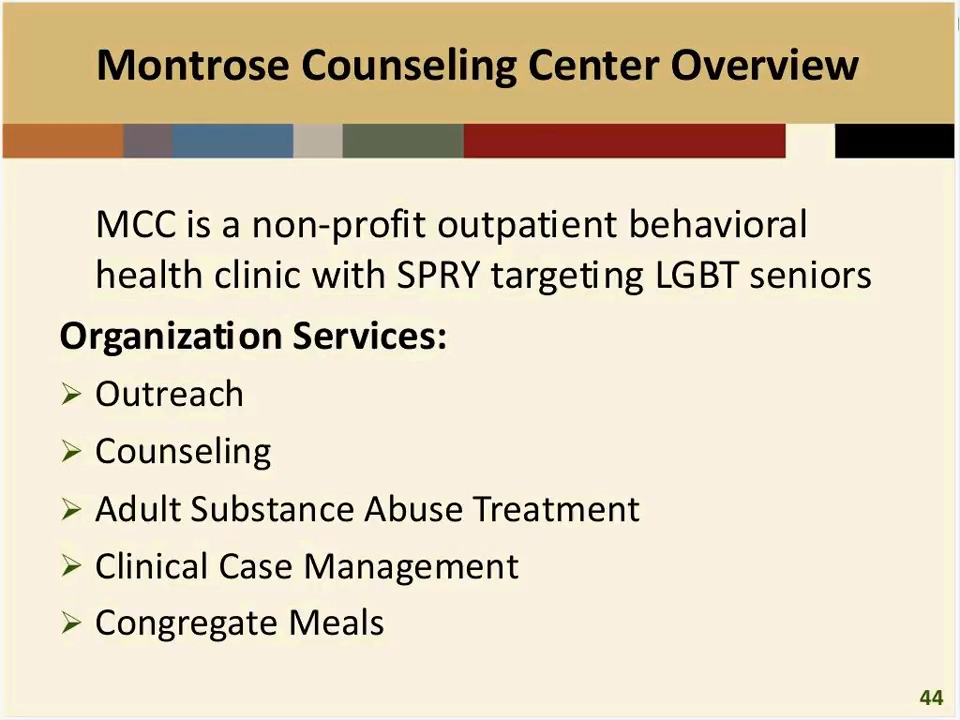 Montrose Counseling Center Overview
MCC is a non-profit outpatient behavioral
health clinic with SPRY targeting LGBT seniors
Organization Services:
Outreach
Counseling
Adult Substance Abuse Treatment
Clinical Case Management
Congregate Meals
44